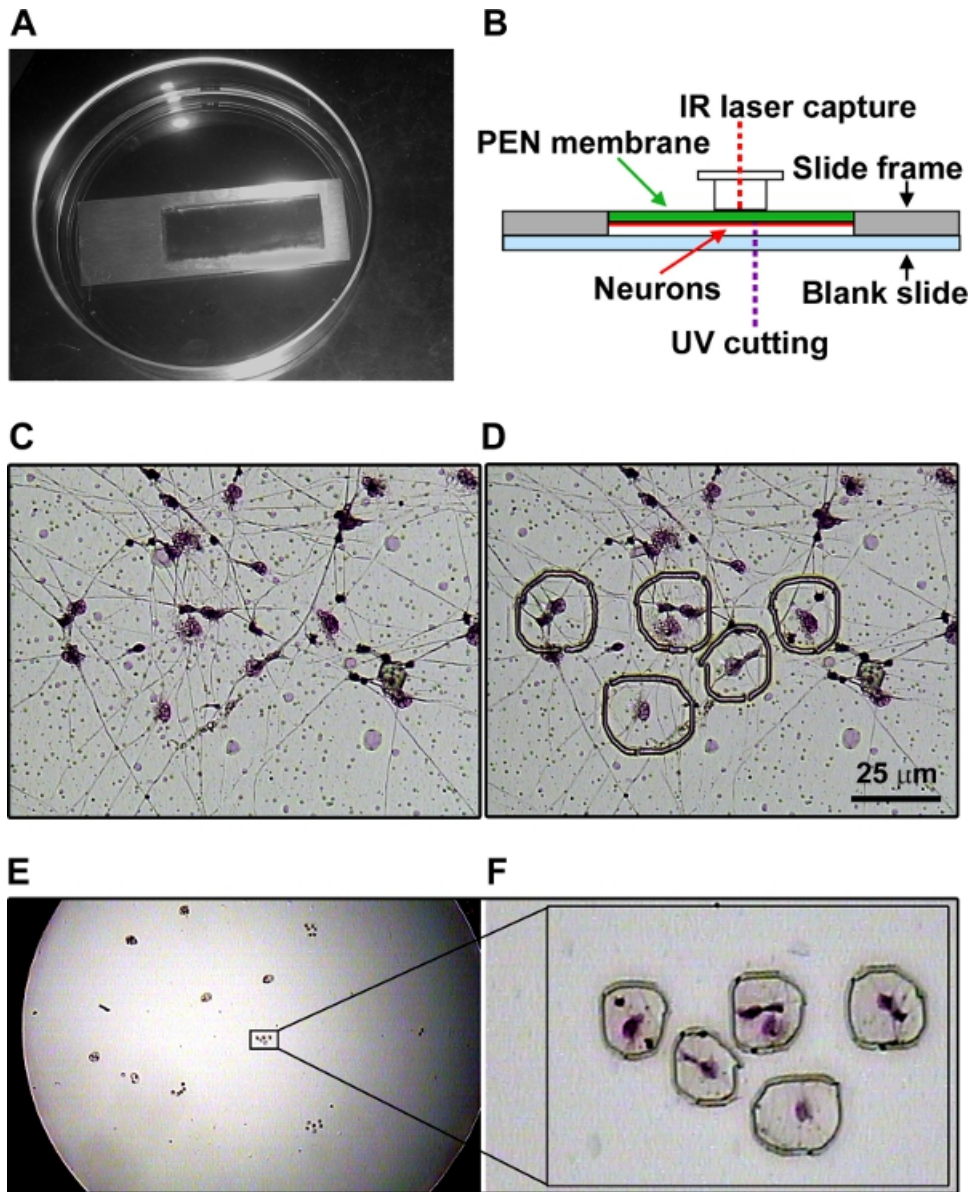 A
B
IR laser capture
PEN membrane
Slide frame
Neurons
Blank slide
UV cutting
C
D
25 μm
E
F